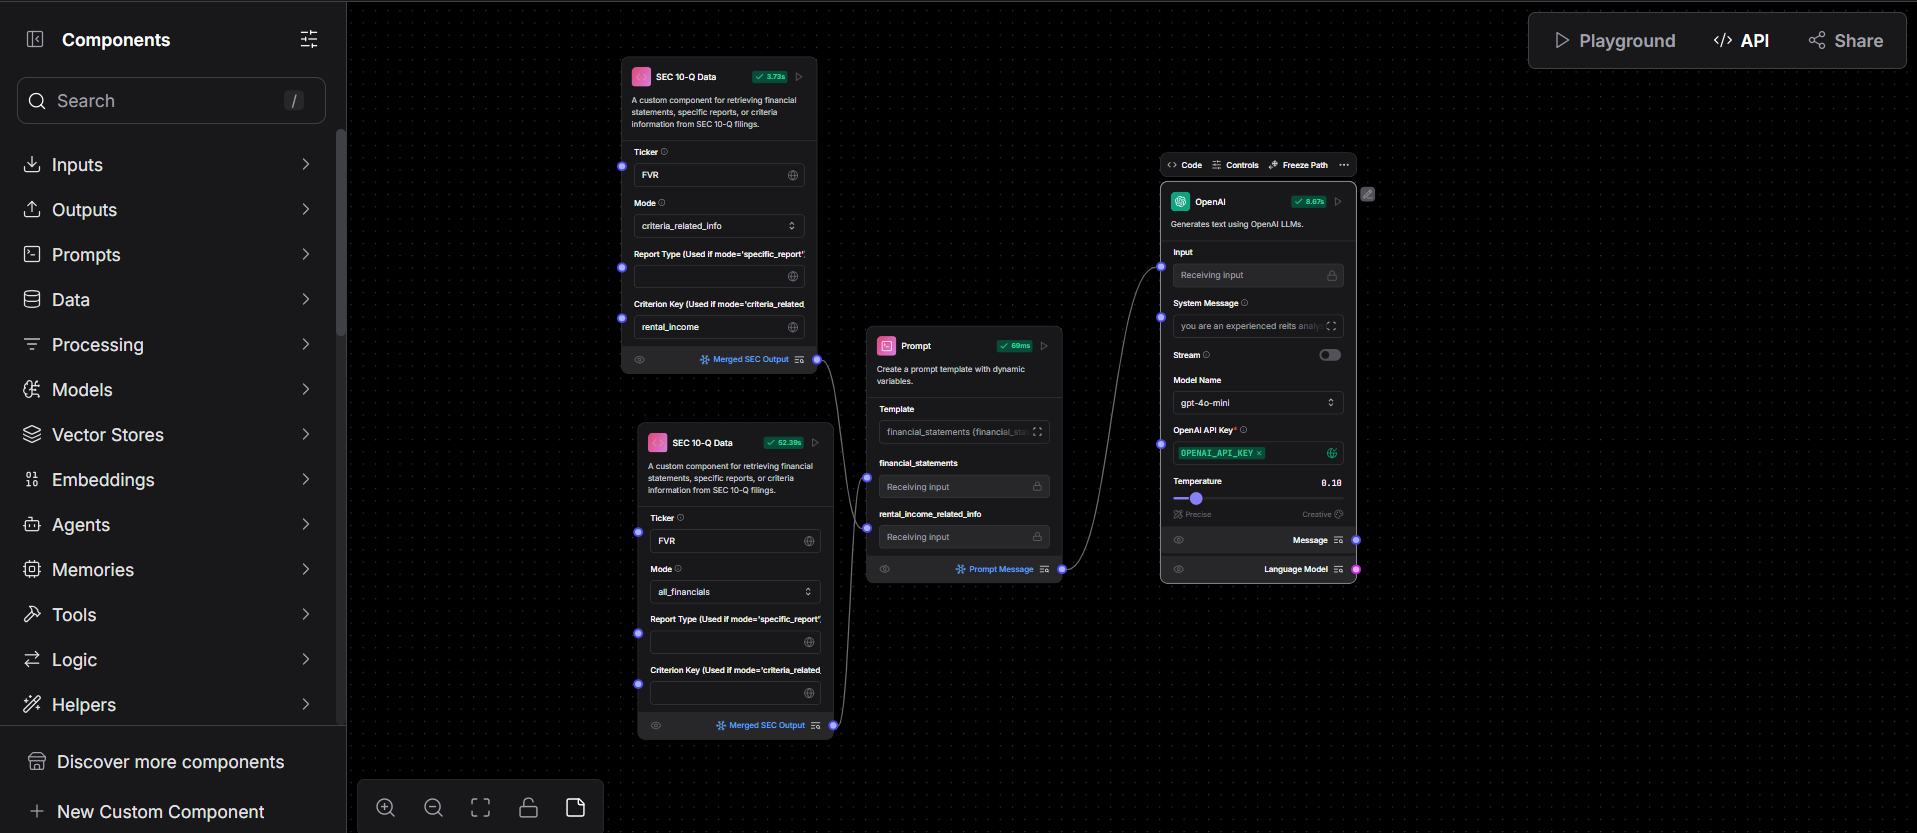 Components
Search
/
Inputs
Outputs
Prompts
Data
Processing
Models
Vector Stores
Embeddings
Agents
Memories
Tools
Logic
Helpers
Discover more components
New Custom Component
SEC 10-Q Data
3.73s
A custom component for retrieving financial
statements, specific reports, or criteria
information from SEC 10-Q filings.
Ticker
FVR
Mode
criteria_related_info
Report Type (Used if mode='specific_report'
Criterion Key (Used if mode='criteria_related_
rental_income
Merged SEC Output
SEC 10-Q Data
52.39s
A custom component for retrieving financial
statements, specific reports, or criteria
information from SEC 10-Q filings.
Ticker
FVR
Mode
all_financials
Report Type (Used if mode='specific_report'
Criterion Key (Used if mode='criteria_related_
Merged SEC Output
Prompt
69ms
Create a prompt template with dynamic
variables.
Template
financial_statements {financial_sta
financial_statements
Receiving input
rental_income_related_info
Receiving input
Prompt Message
Code
Controls
Freeze Path
OpenAI
8.67s
Generates text using OpenAI LLMs.
Input
Receiving input
System Message
you are an experienced reits analy
Stream
Model Name
gpt-4o-mini
OpenAI API Key*
OPENAI_API_KEY ×
Temperature
0.10
Precise
Creative
Message
Language Model
Playground
API
Share